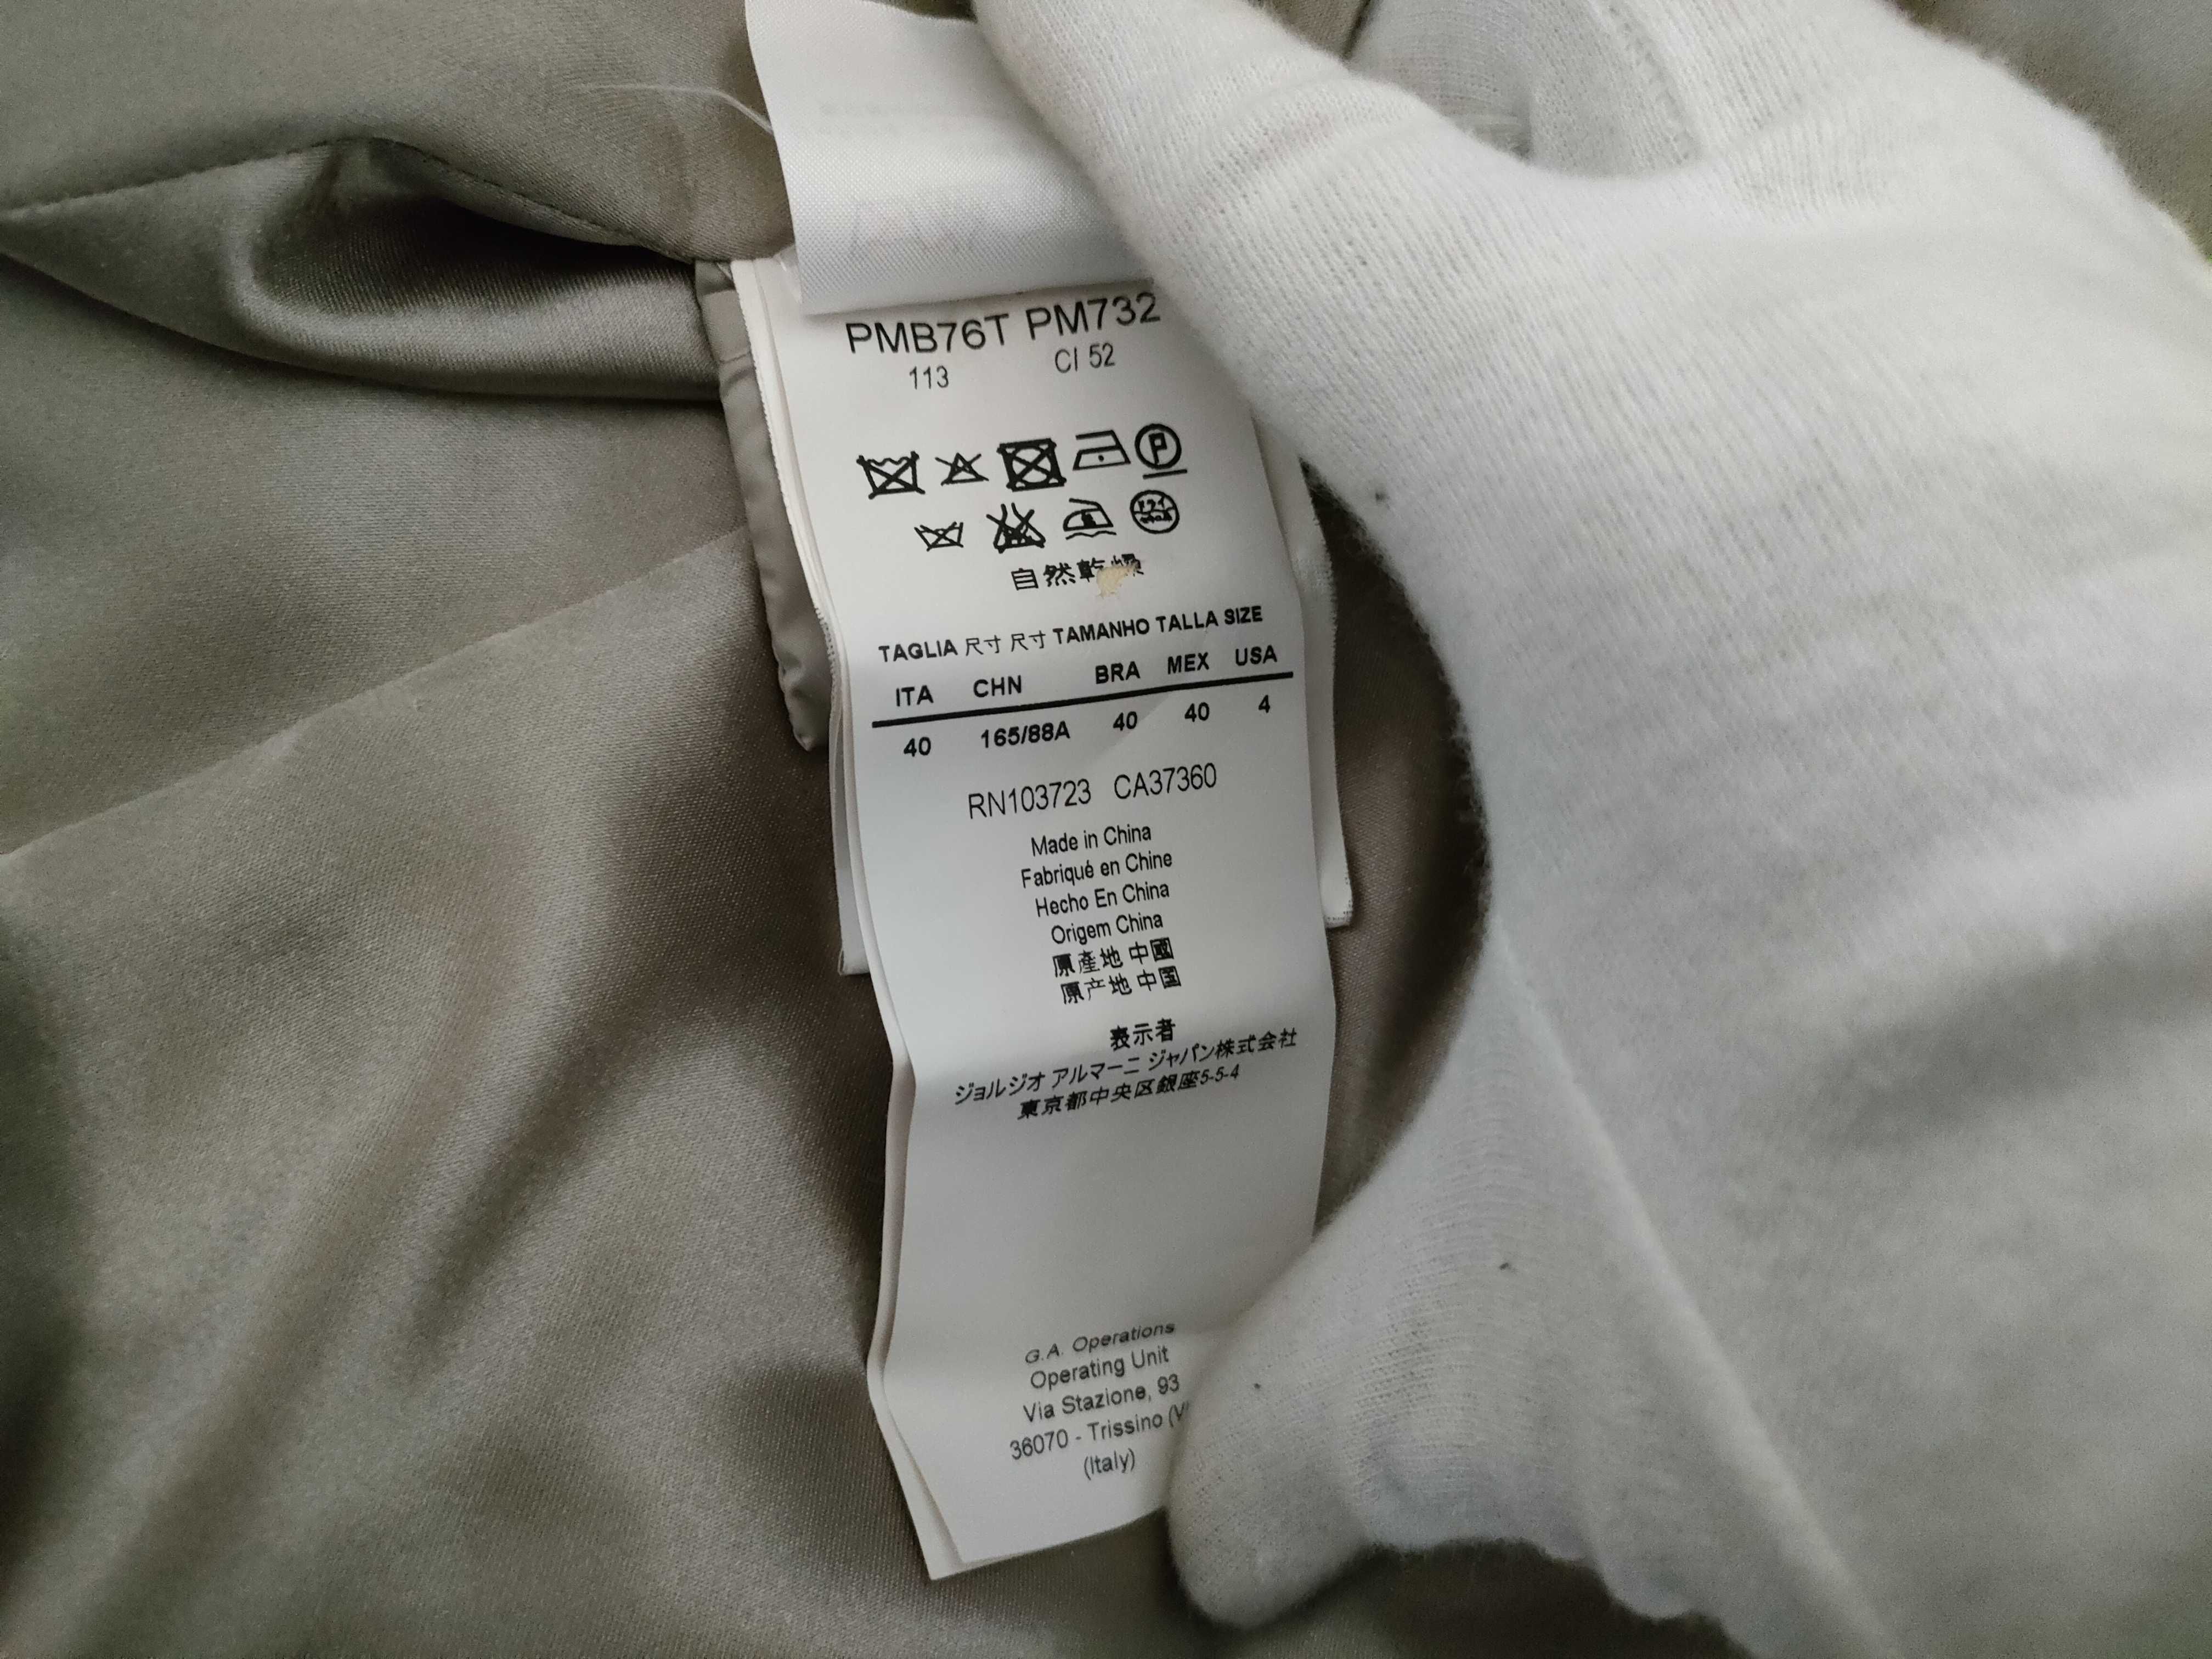 PMB76T PM732
113 CI 52
P
ドライ
自然乾燥
TAGLIA 尺寸 尺寸 TAMANHO TALLA SIZE
ITA CHN BRA MEX USA
40 165/88A 40 40 4
RN103723 CA37360
Made in China
Fabriqué en Chine
Hecho En China
Origem China
原產地 中國
原产地 中国
表示者
ジョルジオ アルマーニ ジャパン株式会社
東京都中央区銀座5-5-4
G.A. Operations
Operating Unit
Via Stazione, 93
36070 - Trissino
(Italy)